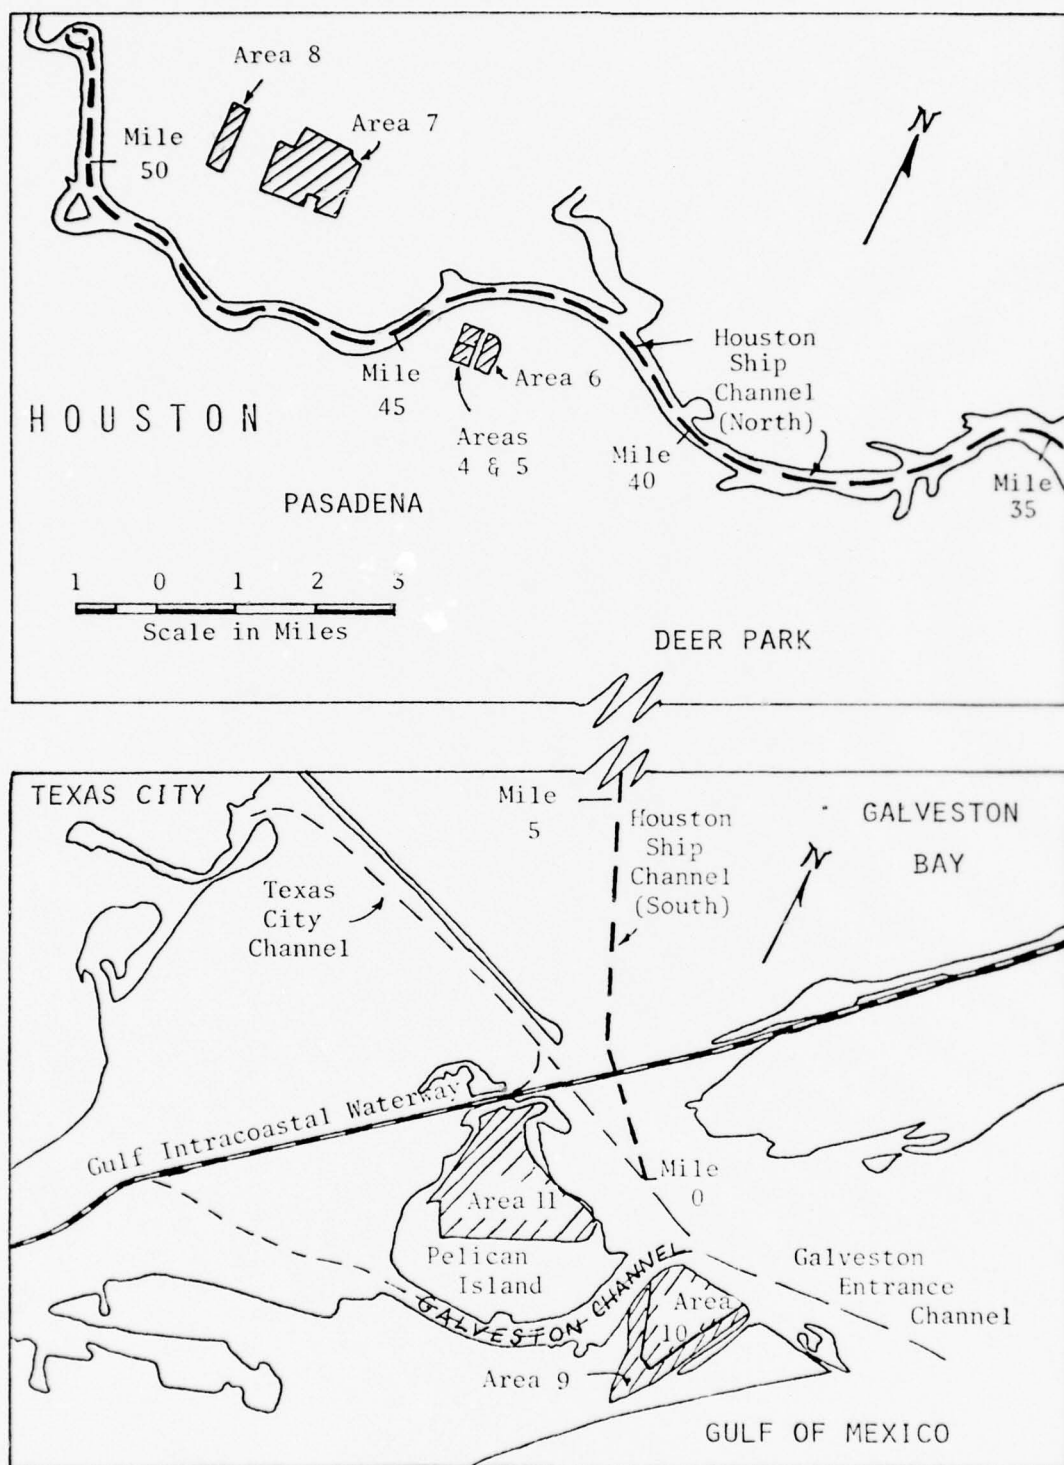 Area 8
Area 7
N
Mile
50
Houston
Ship
Channel
(North)
Mile
45
Area 6
HOUSTON
Areas
4 & 5
Mile
40
Mile
35
PASADENA
1 0 1 2 3
Scale in Miles
DEER PARK
TEXAS CITY
Mile
5
Houston
Ship
Channel
(South)
GALVESTON
BAY
N
Texas
City
Channel
Gulf Intracoastal Waterway
Mile
0
Area 11
Pelican
Island
GALVESTON CHANNEL
Galveston
Entrance
Channel
Area
10
Area 9
GULF OF MEXICO